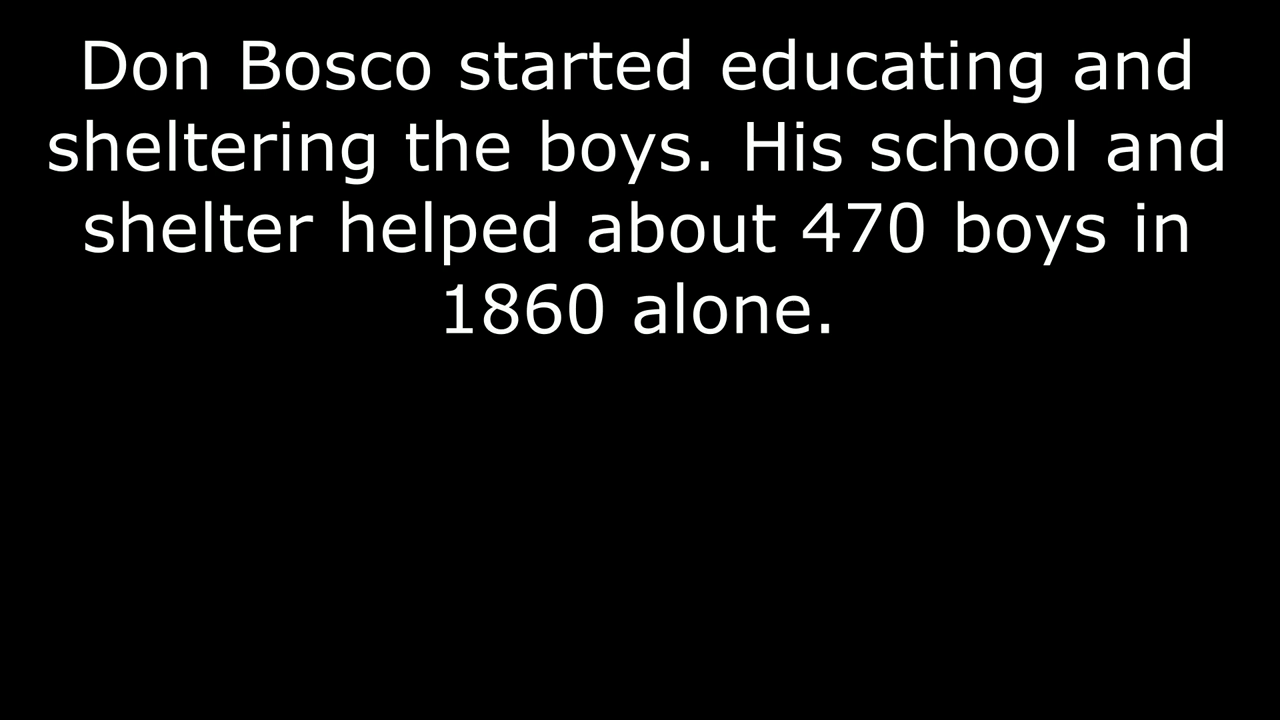 Don Bosco started educating and
sheltering the boys. His school and
shelter helped about 470 boys in
1860 alone.